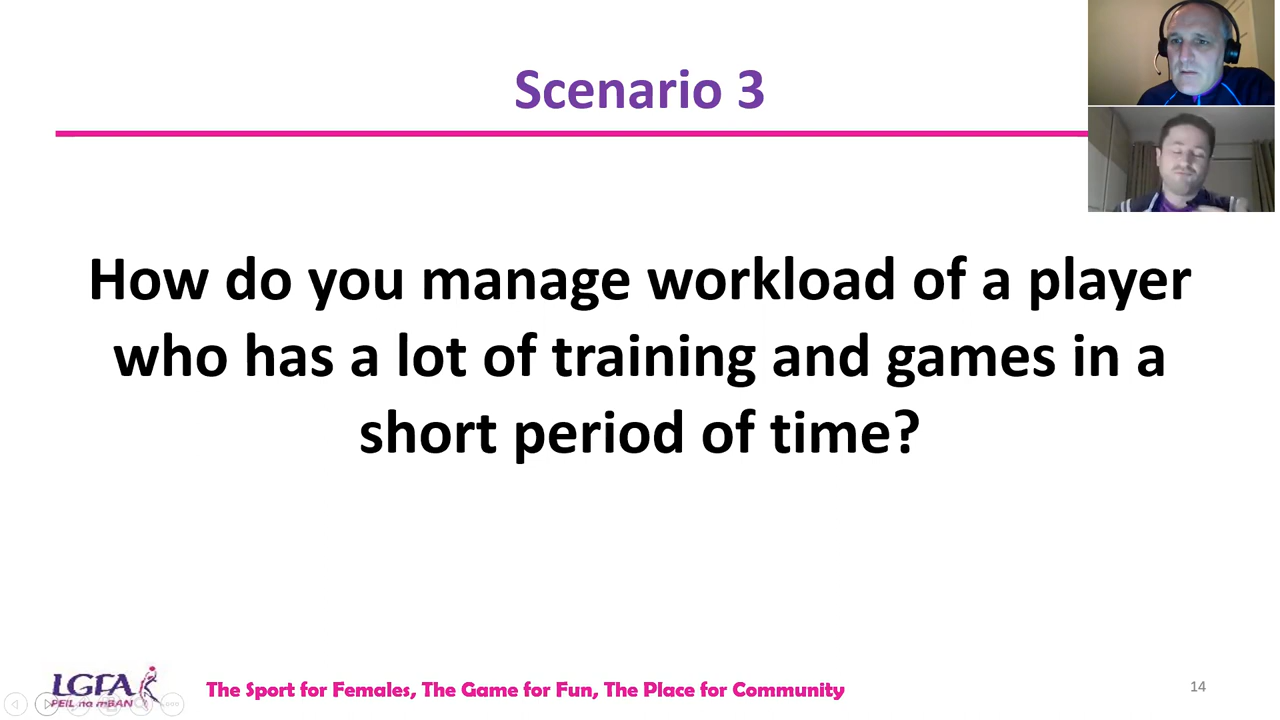 Scenario 3
How do you manage workload of a player
who has a lot of training and games in a
short period of time?
LGFA
PEIL na mBAN
The Sport for Females, The Game for Fun, The Place for Community
14